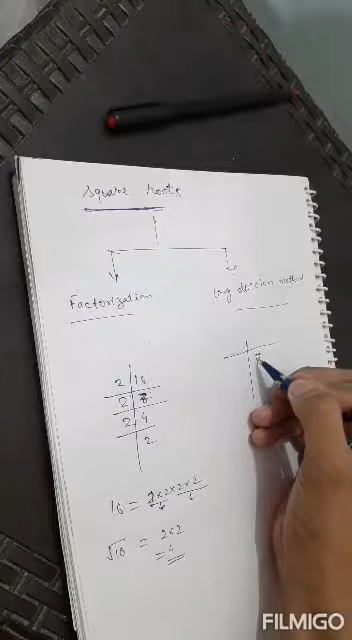 Square roots
Factorization
long division method
2 | 16
2 | 8
2 | 4
2
16 = 2 × 2 × 2 × 2
√16 = 2 × 2
= 4
FILMIGO